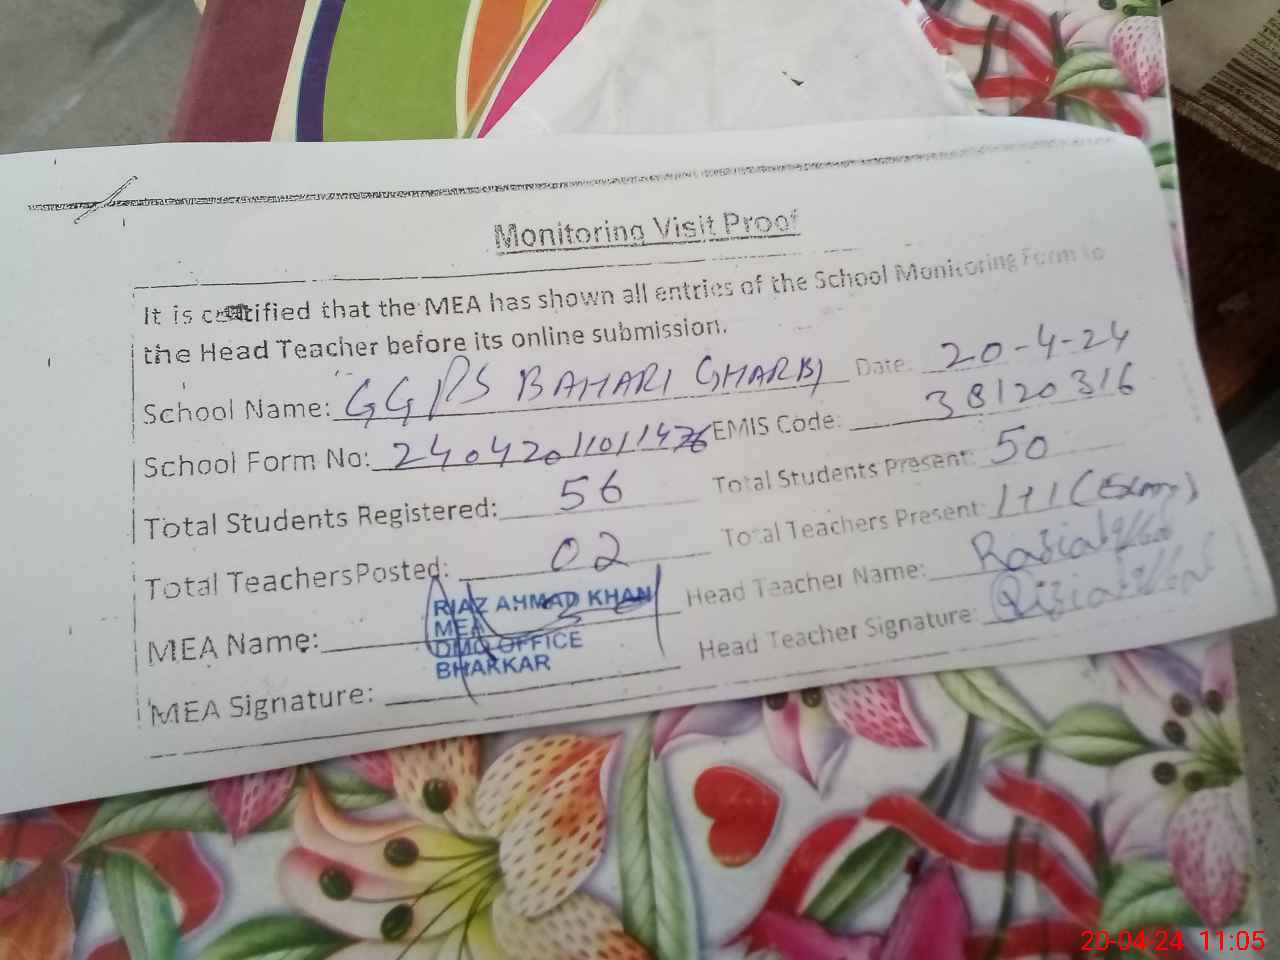 Monitoring Visit Proof
It is certified that the MEA has shown all entries of the School Monitoring Form to
the Head Teacher before its online submission.
School Name: GGPS BAHARI GHARBI Date: 20-4-24
School Form No: EMIS Code: 38120316
Total Students Registered: 56 Total Students Present: 50
Total TeachersPosted: 02 Total Teachers Present: 1+1
MEA Name: RIAZ AHMAD KHAN Head Teacher Name:
MEA
DMO OFFICE
BHAKKAR
MEA Signature: Head Teacher Signature:
20-04-24 11:05